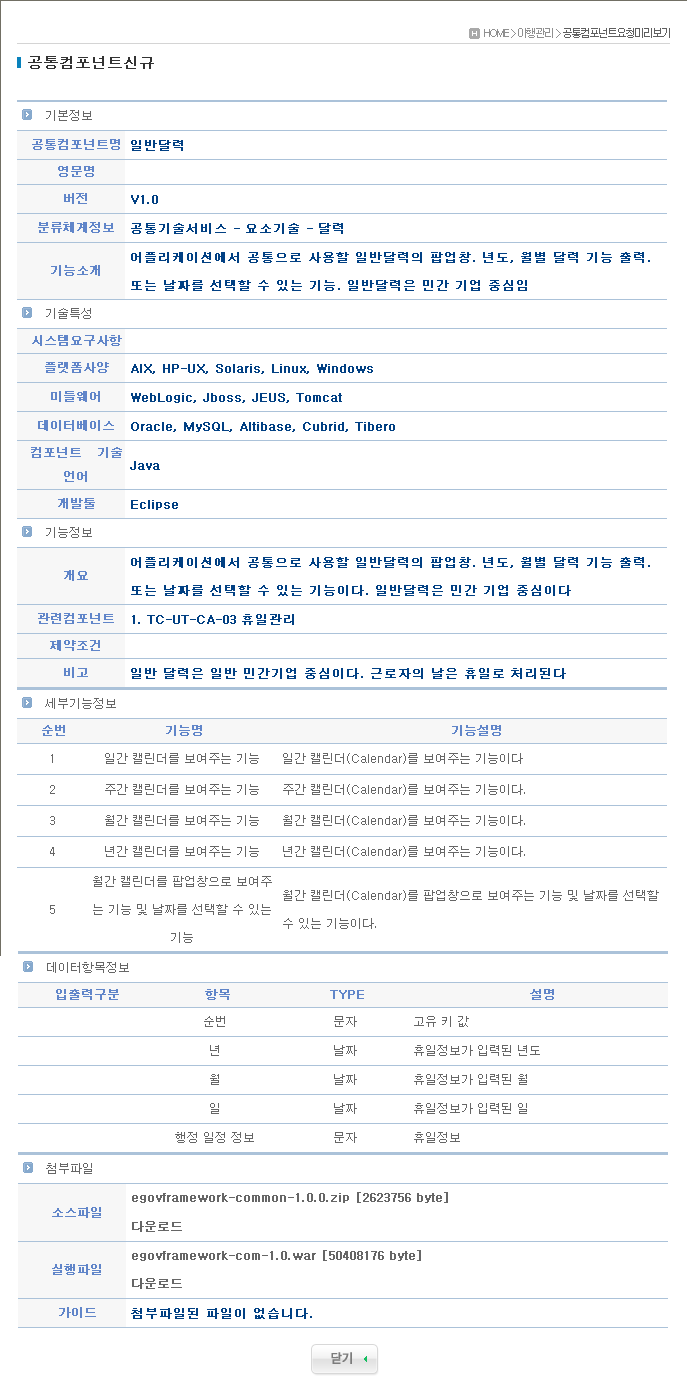 HOME > 이행관리 > 공통컴포넌트요청미리보기
공통컴포넌트신규
기본정보
공통컴포넌트명 일반달력
영문명
버전 V1.0
분류체계정보 공통기술서비스 - 요소기술 - 달력
기능소개 어플리케이션에서 공통으로 사용할 일반달력의 팝업창. 년도, 월별 달력 기능 출력.
또는 날짜를 선택할 수 있는 기능. 일반달력은 민간 기업 중심임
기술특성
시스템요구사항
플랫폼사양 AIX, HP-UX, Solaris, Linux, Windows
미들웨어 WebLogic, Jboss, JEUS, Tomcat
데이터베이스 Oracle, MySQL, Altibase, Cubrid, Tibero
컴포넌트 기술
언어 Java
개발툴 Eclipse
기능정보
개요 어플리케이션에서 공통으로 사용할 일반달력의 팝업창. 년도, 월별 달력 기능 출력.
또는 날짜를 선택할 수 있는 기능이다. 일반달력은 민간 기업 중심이다
관련컴포넌트 1. TC-UT-CA-03 휴일관리
제약조건
비고 일반 달력은 일반 민간기업 중심이다. 근로자의 날은 휴일로 처리된다
세부기능정보
순번 기능명 기능설명
1 일간 캘린더를 보여주는 기능 일간 캘린더(Calendar)를 보여주는 기능이다
2 주간 캘린더를 보여주는 기능 주간 캘린더(Calendar)를 보여주는 기능이다.
3 월간 캘린더를 보여주는 기능 월간 캘린더(Calendar)를 보여주는 기능이다.
4 년간 캘린더를 보여주는 기능 년간 캘린더(Calendar)를 보여주는 기능이다.
5 월간 캘린더를 팝업창으로 보여주
는 기능 및 날짜를 선택할 수 있는
기능
월간 캘린더(Calendar)를 팝업창으로 보여주는 기능 및 날짜를 선택할
수 있는 기능이다.
데이터항목정보
입출력구분 항목 TYPE 설명
순번 문자 고유 키 값
년 날짜 휴일정보가 입력된 년도
월 날짜 휴일정보가 입력된 월
일 날짜 휴일정보가 입력된 일
행정 일정 정보 문자 휴일정보
첨부파일
소스파일 egovframework-common-1.0.0.zip [2623756 byte]
다운로드
실행파일 egovframework-com-1.0.war [50408176 byte]
다운로드
가이드 첨부파일된 파일이 없습니다.
닫기